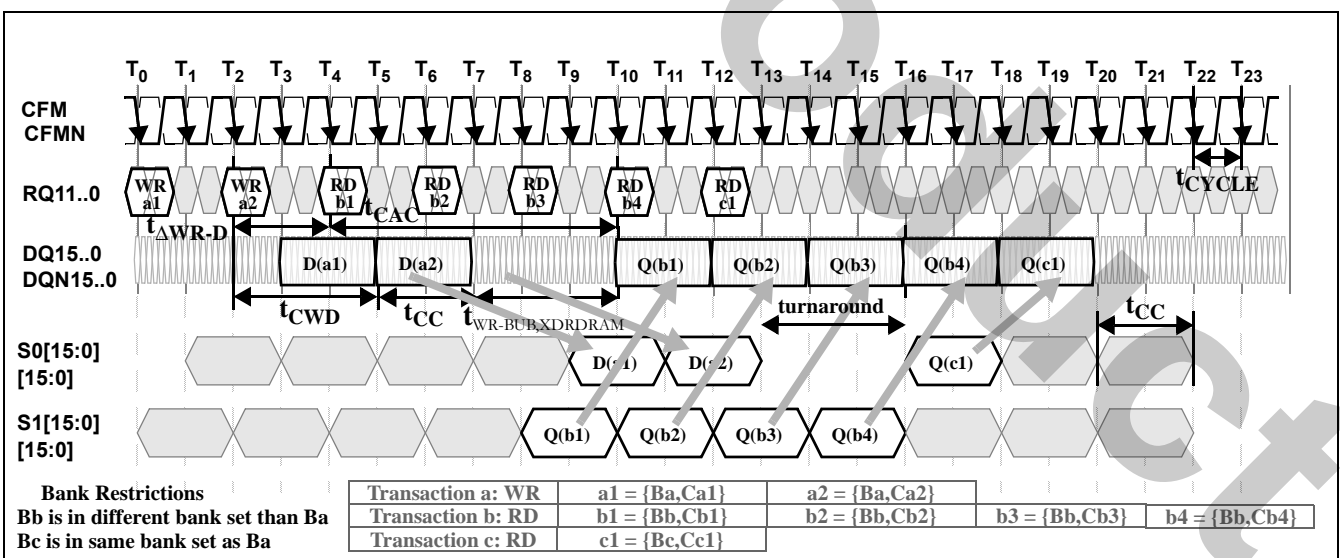 T0 T1 T2 T3 T4 T5 T6 T7 T8 T9 T10 T11 T12 T13 T14 T15 T16 T17 T18 T19 T20 T21 T22 T23
CFM
CFMN
RQ11..0
WR a1
WR a2
RD b1
RD b2
RD b3
RD b4
RD c1
tCYCLE
tΔWR-D
tCAC
DQ15..0
DQN15..0
D(a1) D(a2) Q(b1) Q(b2) Q(b3) Q(b4) Q(c1)
tCWD
tCC
tWR-BUB,XDRDRAM
turnaround
tCC
S0[15:0]
[15:0]
D(a1) D(a2) Q(c1)
S1[15:0]
[15:0]
Q(b1) Q(b2) Q(b3) Q(b4)
Bank Restrictions
Bb is in different bank set than Ba
Bc is in same bank set as Ba
Transaction a: WR a1 = {Ba,Ca1} a2 = {Ba,Ca2}
Transaction b: RD b1 = {Bb,Cb1} b2 = {Bb,Cb2} b3 = {Bb,Cb3} b4 = {Bb,Cb4}
Transaction c: RD c1 = {Bc,Cc1}
oduct